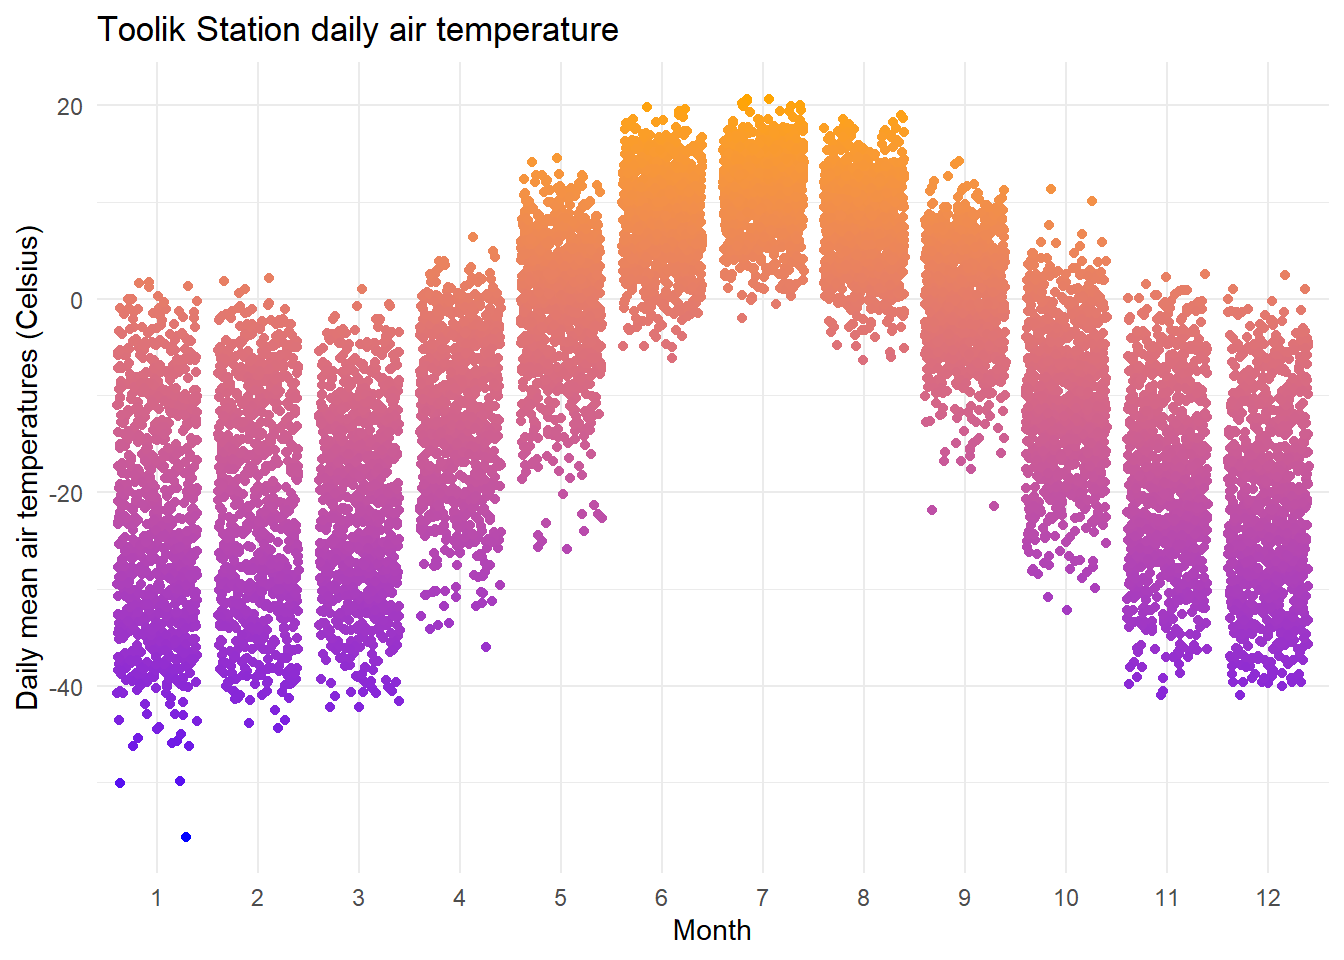 Toolik Station daily air temperature
Daily mean air temperatures (Celsius)
20
0
-20
-40
1 2 3 4 5 6 7 8 9 10 11 12
Month